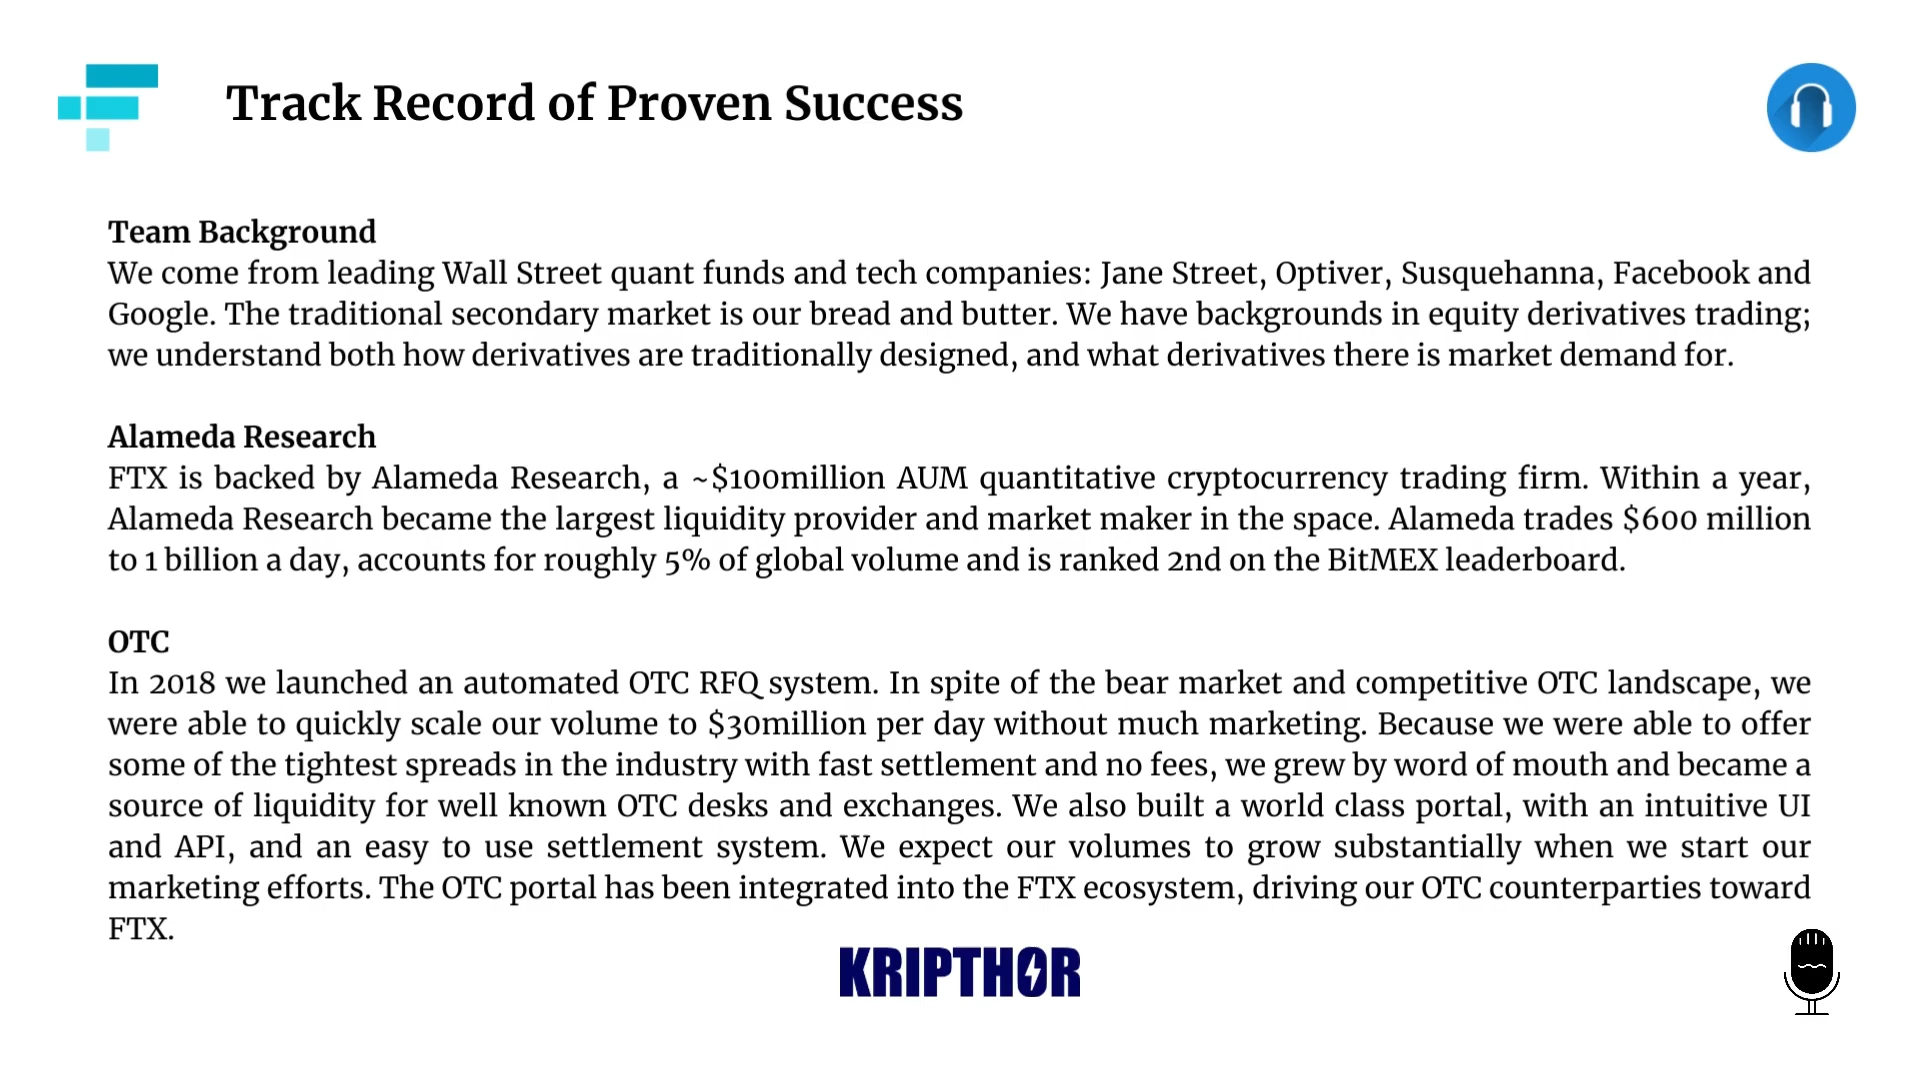 Track Record of Proven Success
Team Background
We come from leading Wall Street quant funds and tech companies: Jane Street, Optiver, Susquehanna, Facebook and
Google. The traditional secondary market is our bread and butter. We have backgrounds in equity derivatives trading;
we understand both how derivatives are traditionally designed, and what derivatives there is market demand for.
Alameda Research
FTX is backed by Alameda Research, a ~$100million AUM quantitative cryptocurrency trading firm. Within a year,
Alameda Research became the largest liquidity provider and market maker in the space. Alameda trades $600 million
to 1 billion a day, accounts for roughly 5% of global volume and is ranked 2nd on the BitMEX leaderboard.
OTC
In 2018 we launched an automated OTC RFQ system. In spite of the bear market and competitive OTC landscape, we
were able to quickly scale our volume to $30million per day without much marketing. Because we were able to offer
some of the tightest spreads in the industry with fast settlement and no fees, we grew by word of mouth and became a
source of liquidity for well known OTC desks and exchanges. We also built a world class portal, with an intuitive UI
and API, and an easy to use settlement system. We expect our volumes to grow substantially when we start our
marketing efforts. The OTC portal has been integrated into the FTX ecosystem, driving our OTC counterparties toward
FTX.
KRIPTHOR